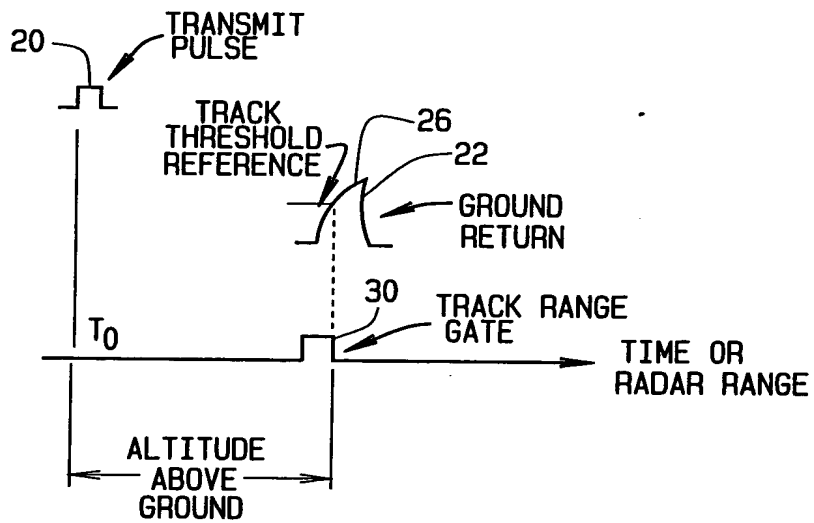 20
TRANSMIT
PULSE
TRACK
THRESHOLD
REFERENCE
26
22
GROUND
RETURN
30
TRACK RANGE
GATE
T0
TIME OR
RADAR RANGE
ALTITUDE
ABOVE
GROUND